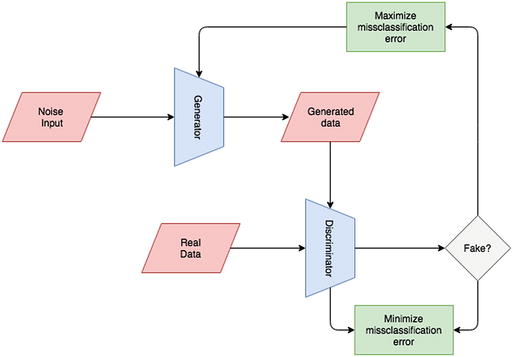 Maximize
missclassification
error
Noise
Input
Generator
Generated
data
Real
Data
Discriminator
Fake?
Minimize
missclassification
error